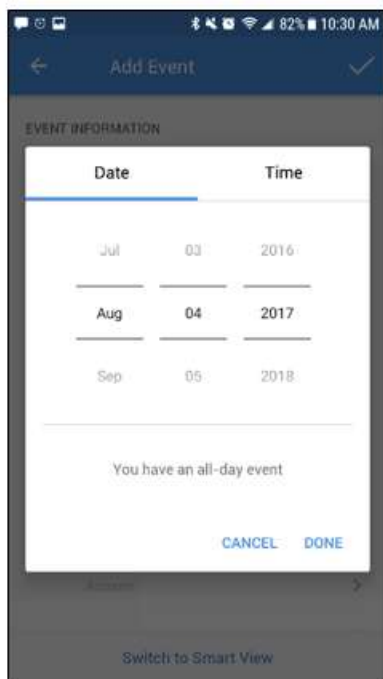 82% 10:30 AM
Add Event
EVENT INFORMATION
Date Time
Jul 03 2016
Aug 04 2017
Sep 05 2018
You have an all-day event
CANCEL DONE
Switch to Smart View